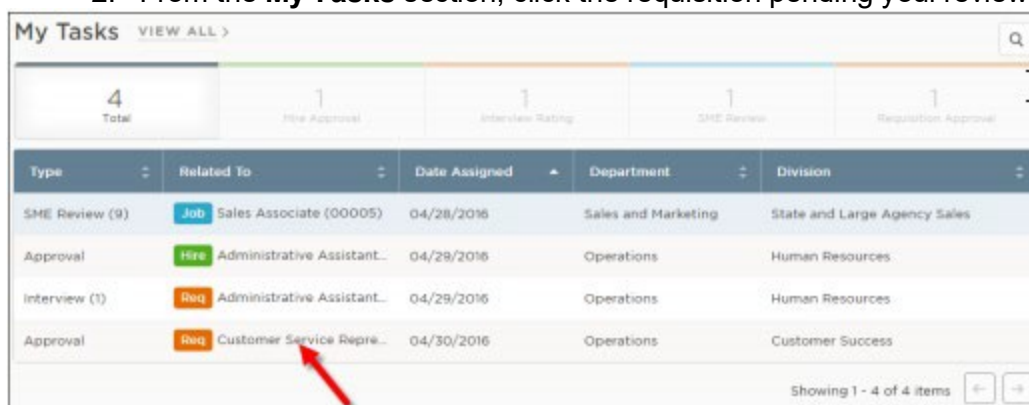 2. From the My Tasks section, click the requisition pending your review
My Tasks VIEW ALL >
4 1 1 1 1
Total Hire Approval Interview Rating SME Review Requisition Approval
Type Related To Date Assigned Department Division
SME Review (9) Job Sales Associate (00005) 04/28/2016 Sales and Marketing State and Large Agency Sales
Approval Hire Administrative Assistant... 04/29/2016 Operations Human Resources
Interview (1) Req Administrative Assistant... 04/29/2016 Operations Human Resources
Approval Req Customer Service Repre... 04/30/2016 Operations Customer Success
Showing 1 - 4 of 4 items